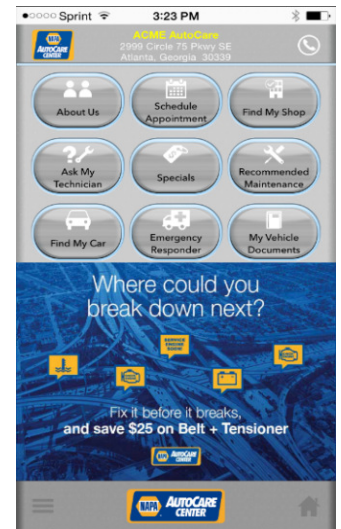 Sprint
3:23 PM
NAPA
AUTOCARE
CENTER
ACME AutoCare
2999 Circle 75 Pkwy SE
Atlanta, Georgia 30339
About Us
Schedule
Appointment
Find My Shop
Ask My
Technician
Specials
Recommended
Maintenance
Find My Car
Emergency
Responder
My Vehicle
Documents
Where could you
break down next?
SERVICE
ENGINE
SOON
Fix it before it breaks,
and save $25 on Belt + Tensioner
NAPA AUTOCARE
CENTER
NAPA AUTOCARE
CENTER